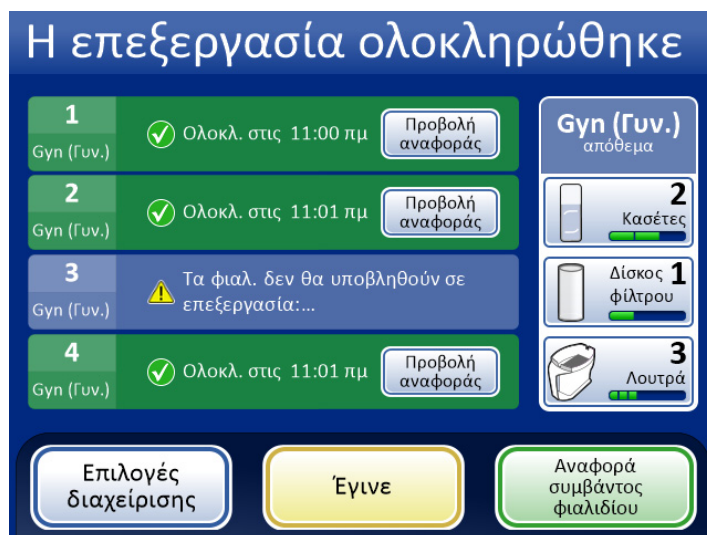 Η επεξεργασία ολοκληρώθηκε
1
Gyn (Γυν.)
Ολοκλ. στις 11:00 πμ
Προβολή
αναφοράς
2
Gyn (Γυν.)
Ολοκλ. στις 11:01 πμ
Προβολή
αναφοράς
3
Gyn (Γυν.)
Τα φιαλ. δεν θα υποβληθούν σε
επεξεργασία:...
4
Gyn (Γυν.)
Ολοκλ. στις 11:01 πμ
Προβολή
αναφοράς
Gyn (Γυν.)
απόθεμα
2
Κασέτες
Δίσκος 1
φίλτρου
3
Λουτρά
Επιλογές
διαχείρισης
Έγινε
Αναφορά
συμβάντος
φιαλιδίου